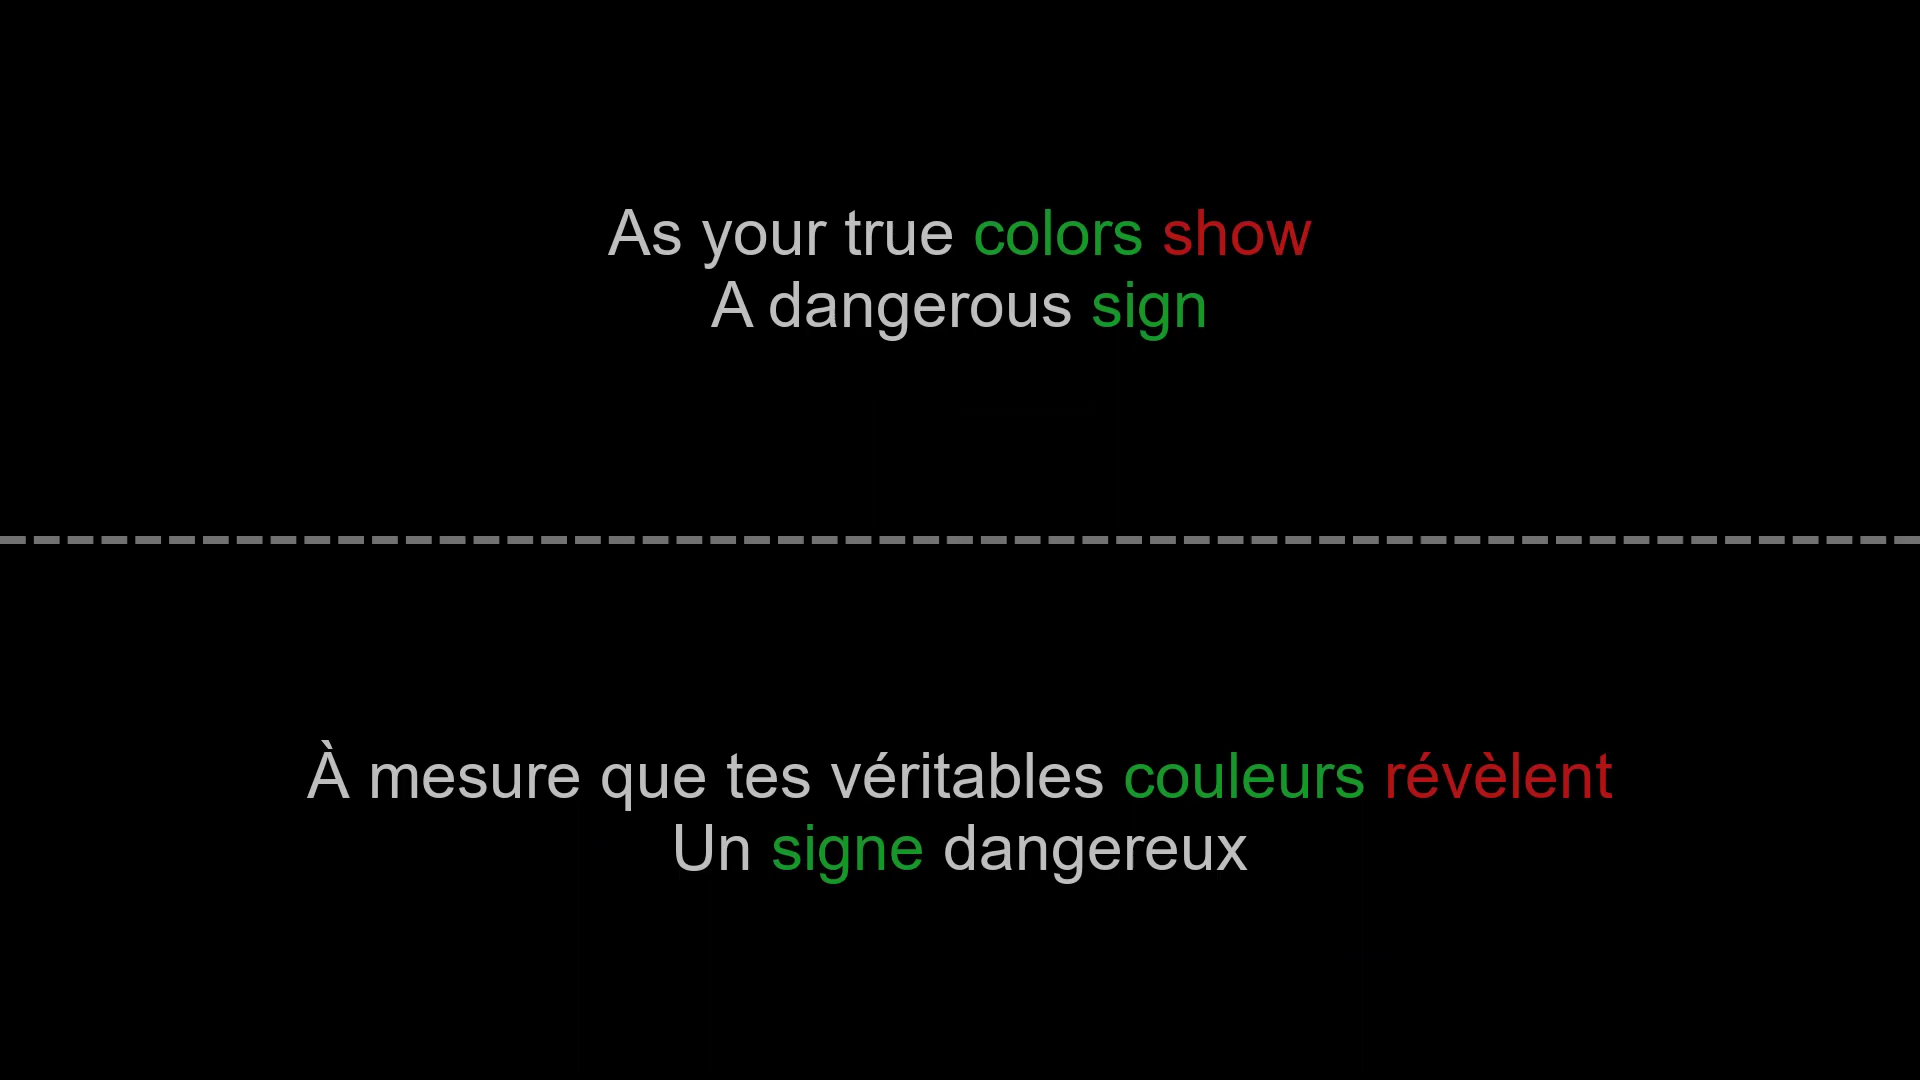 As your true colors show
A dangerous sign
À mesure que tes véritables couleurs révèlent
Un signe dangereux